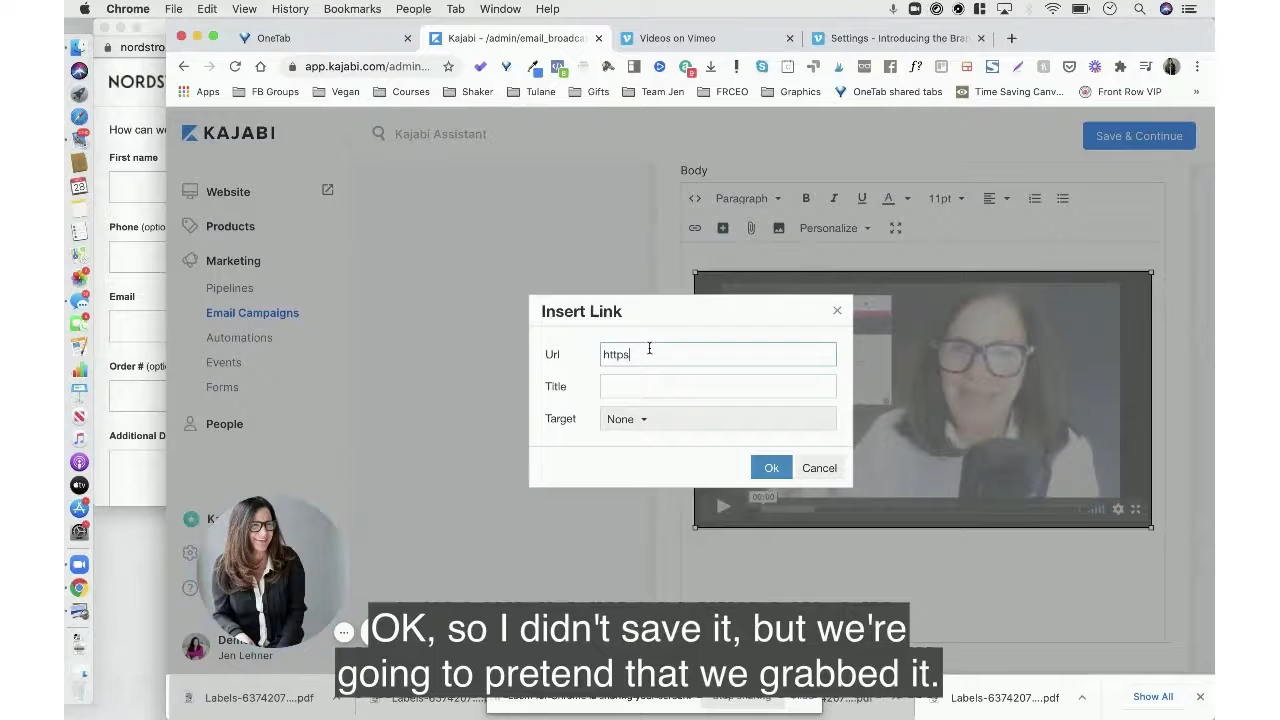 Chrome File Edit View History Bookmarks People Tab Window Help
nordstro
OneTab
Kajabi - /admin/email_broadca
Videos on Vimeo
Settings - Introducing the Bran
app.kajabi.com/admin...
Apps FB Groups Vegan Courses Shaker Tulane Gifts Team Jen FRCEO Graphics OneTab shared tabs Time Saving Canv... Front Row VIP
NORDS
How can we
First name
Phone (optio
Email
Order # (opti
Additional D
KAJABI
Kajabi Assistant
Save & Continue
Website
Products
Marketing
Pipelines
Email Campaigns
Automations
Events
Forms
People
Jen Lehner
Body
Paragraph B I U A 11pt
Personalize
Insert Link
Url https
Title
Target None
Ok Cancel
00:00
OK, so I didn't save it, but we're
going to pretend that we grabbed it.
Labels-6374207....pdf
Labels-6374207....pdf
Show All